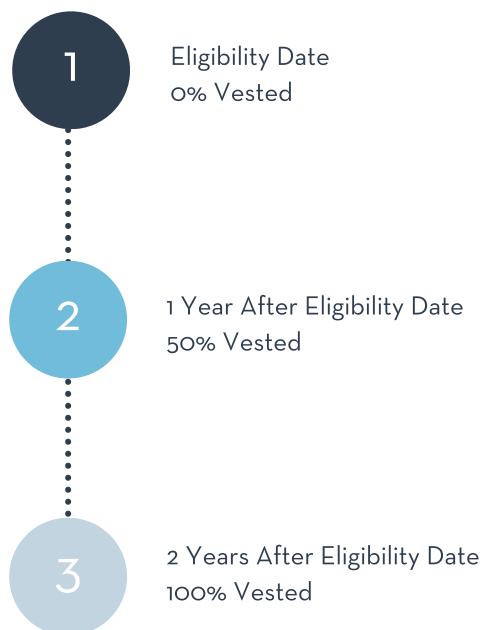 1
Eligibility Date
0% Vested
2
1 Year After Eligibility Date
50% Vested
3
2 Years After Eligibility Date
100% Vested